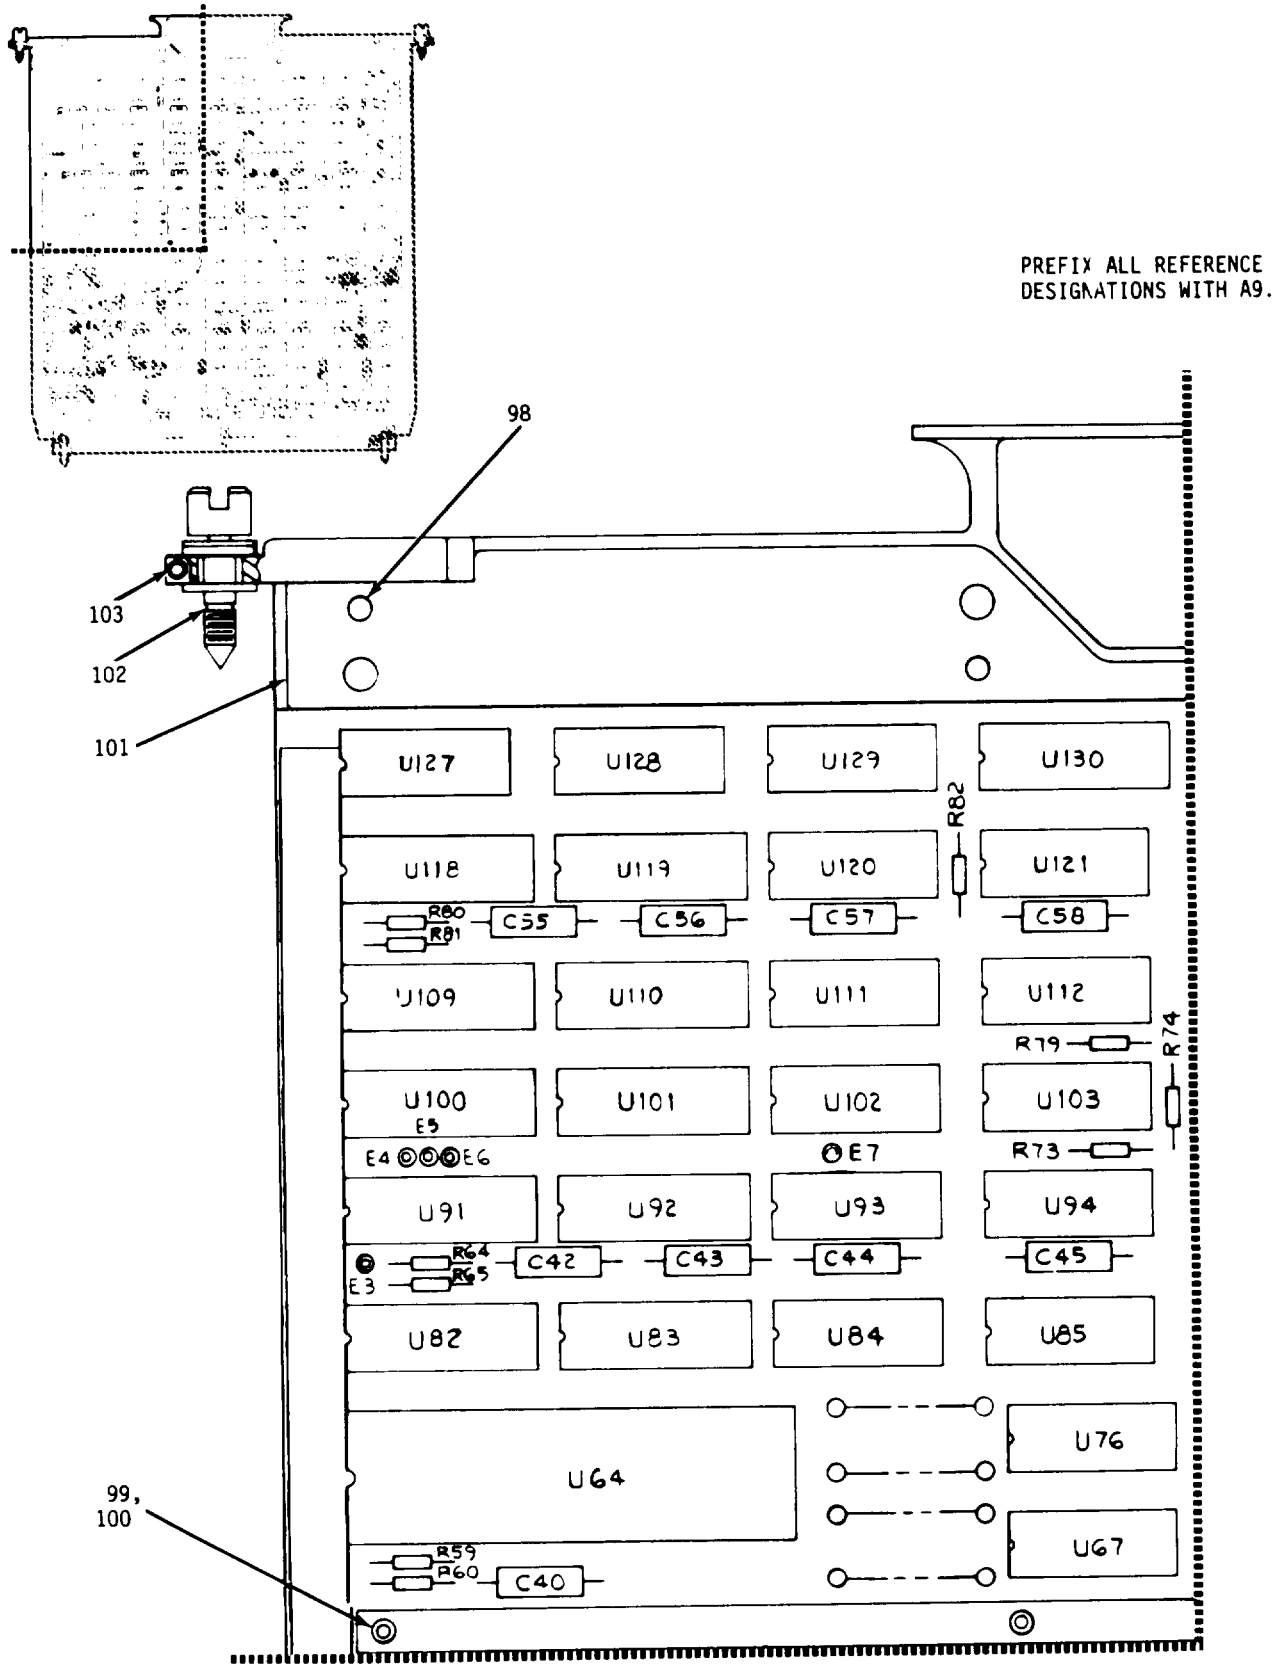 PREFIX ALL REFERENCE
DESIGNATIONS WITH A9.
98
103
102
101
U127
U128
U129
U130
R82
U118
U119
U120
U121
R80
R81
C55
C56
C57
C58
U109
U110
U111
U112
R79
R74
U100
U101
U102
U103
E5
E4
E6
E7
R73
U91
U92
U93
U94
E3
R64
R65
C42
C43
C44
C45
U82
U83
U84
U85
U64
U76
U67
99,
100
R59
R60
C40